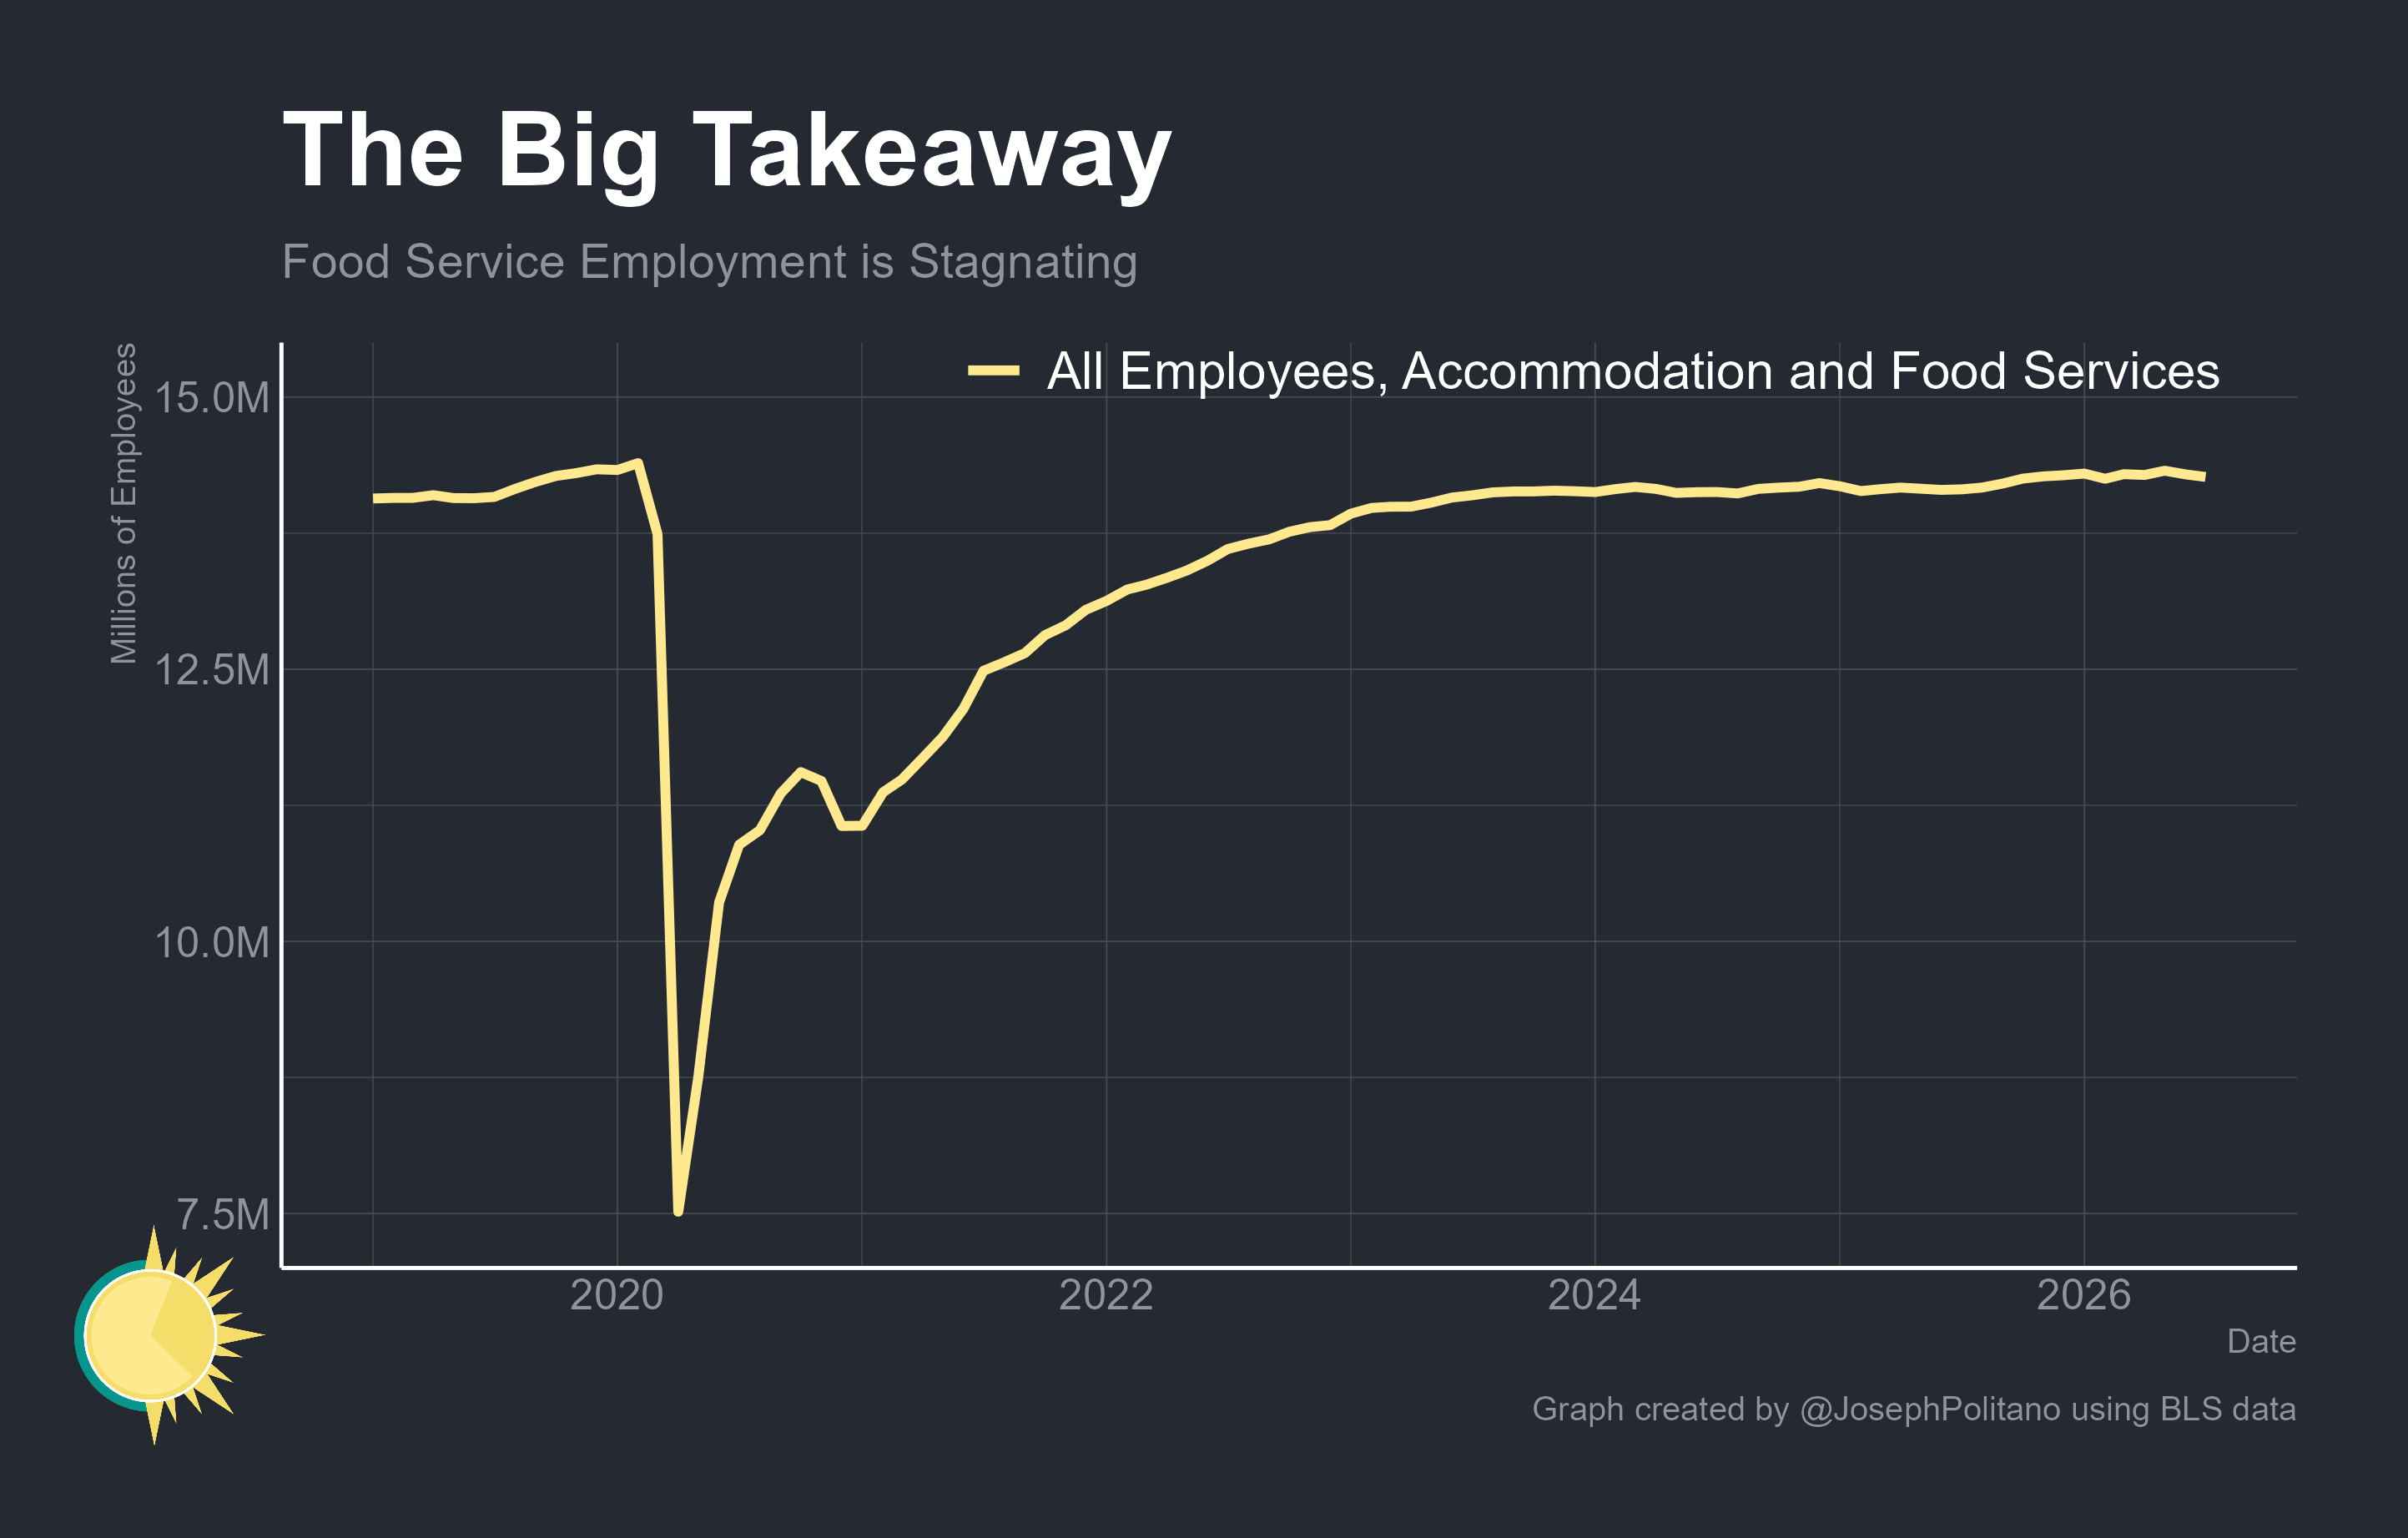 The Big Takeaway
Food Service Employment is Stagnating
Millions of Employees
All Employees, Accommodation and Food Services
15.0M
12.5M
10.0M
7.5M
2020
2022
2024
2026
Date
Graph created by @JosephPolitano using BLS data